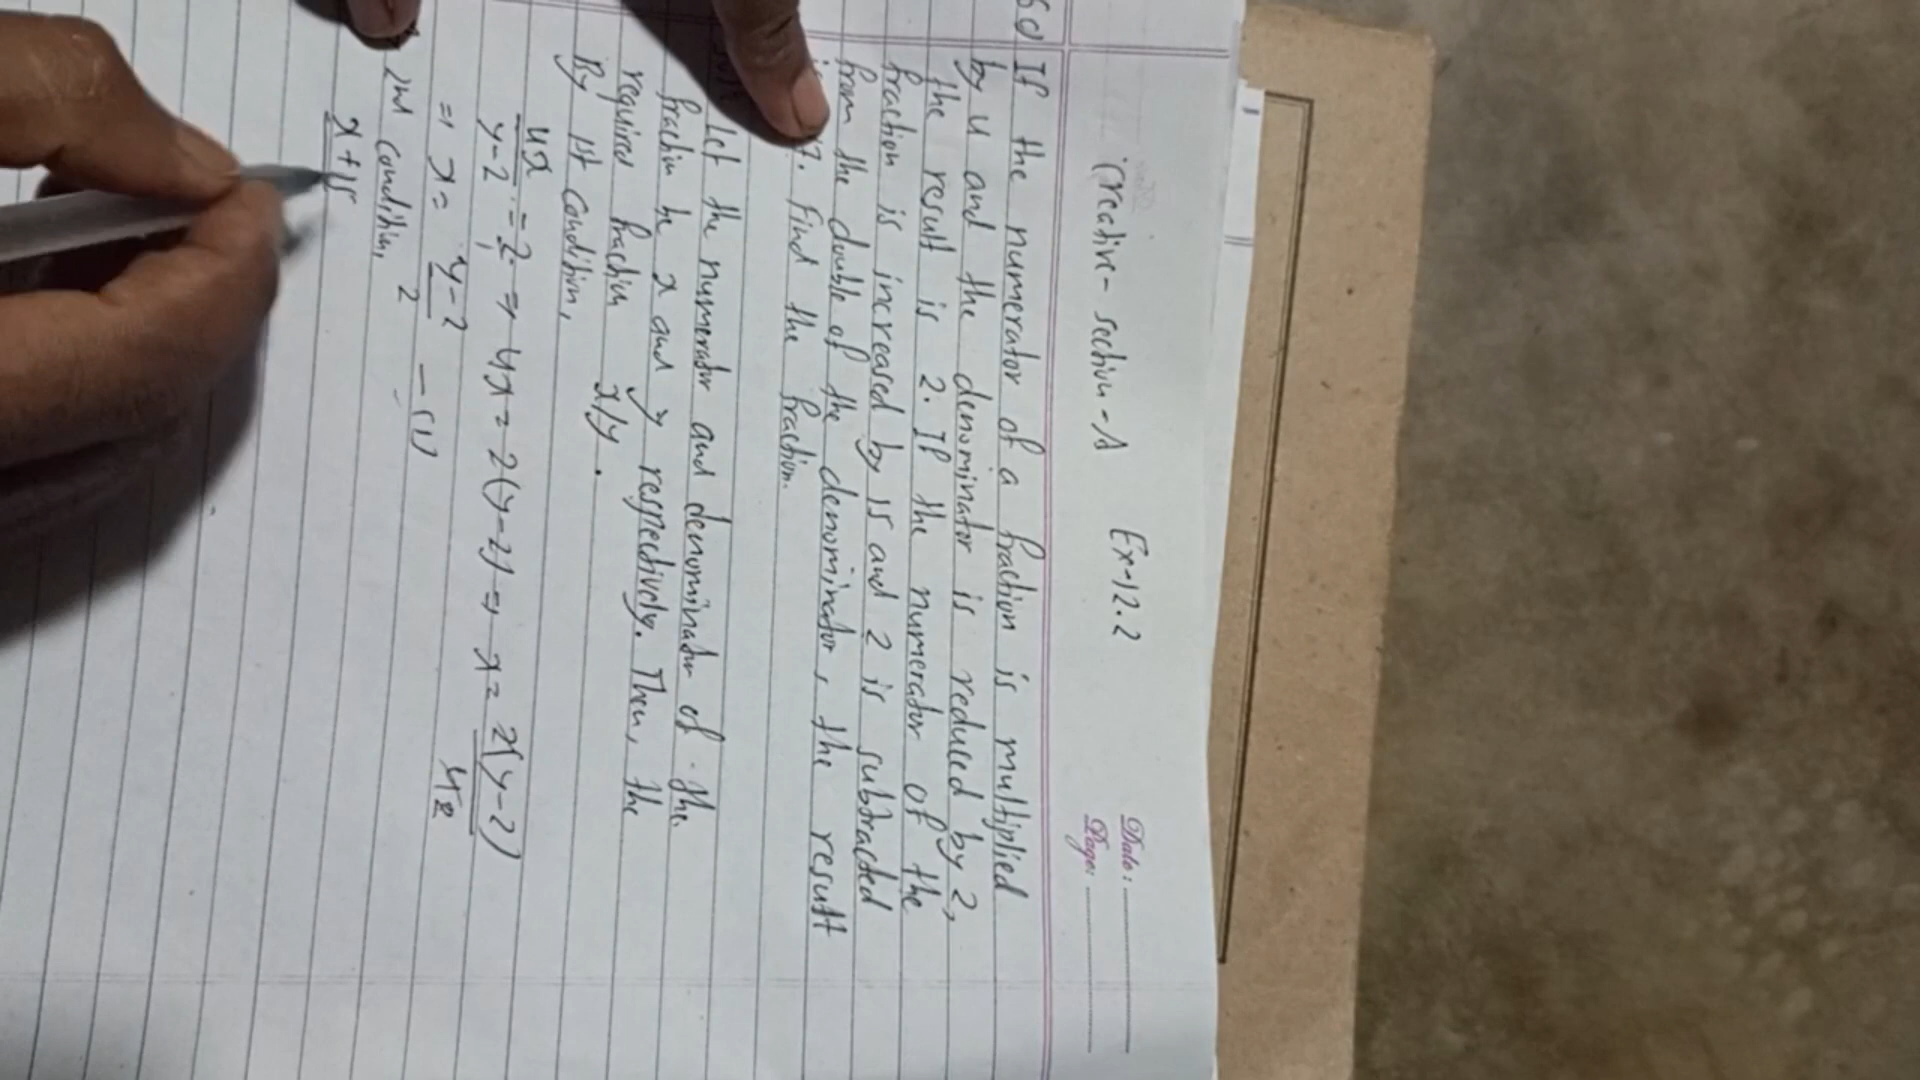 Creative - section - A Ex-12.2
Date:
Page:
6d If the numerator of a fraction is multiplied
by 4 and the denominator is reduced by 2,
the result is 2. If the numerator of the
fraction is increased by 15 and 2 is subtracted
from the double of the denominator, the result
Find the fraction.
Let the numerator and denominator of the
fraction be x and y respectively. Then, the
required fraction x/y.
By 1st condition,
4x/y-2 = 2 ⇒ 4x = 2(y-2) ⇒ x = 2(y-2)/4 2
⇒ x = y-2/2 - (1)
2nd condition,
x+15